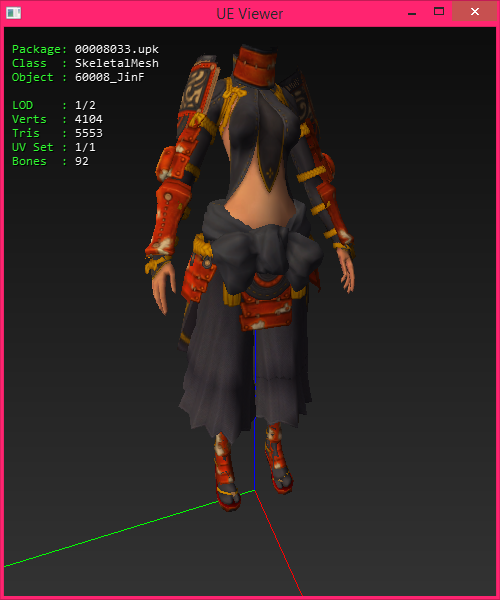 UE Viewer
Package: 00008033.upk
Class  : SkeletalMesh
Object : 60008_JinF
LOD    : 1/2
Verts  : 4104
Tris   : 5553
UV Set : 1/1
Bones  : 92